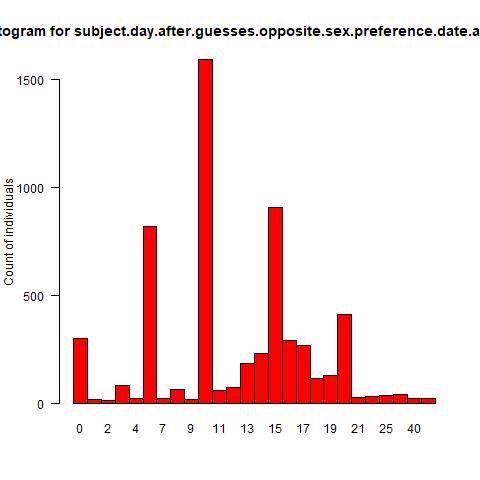 togram for subject.day.after.guesses.opposite.sex.preference.date.a
Count of individuals
1500
1000
500
0
0 2 4 7 9 11 13 15 17 19 21 25 40